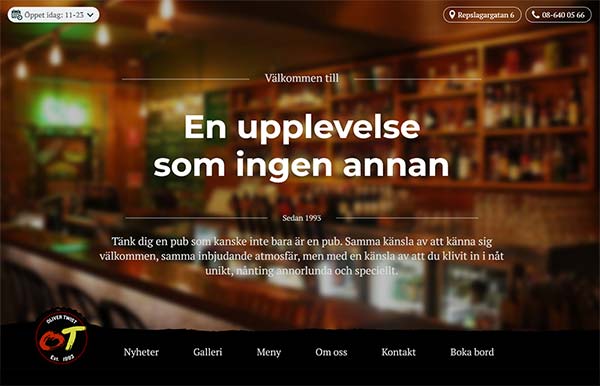 Öppet idag: 11-23
Repslagargatan 6
08-640 05 66
Välkommen till
En upplevelse
som ingen annan
Sedan 1993
Tänk dig en pub som kanske inte bara är en pub. Samma känsla av att känna sig
välkommen, samma inbjudande atmosfär, men med en känsla av att du klivit in i nåt
unikt, nånting annorlunda och speciellt.
OLIVER TWIST
OT
Est. 1993
Nyheter
Galleri
Meny
Om oss
Kontakt
Boka bord